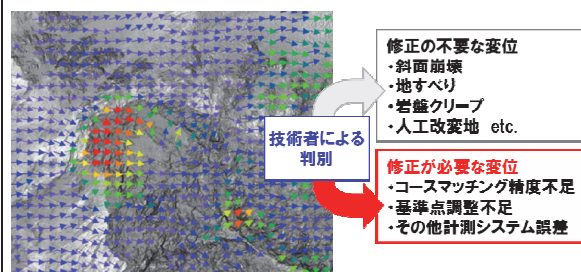 技術者による
判別
修正の不要な変位
・斜面崩壊
・地すべり
・岩盤クリープ
・人工改変地 etc.
修正が必要な変位
・コースマッチング精度不足
・基準点調整不足
・その他計測システム誤差